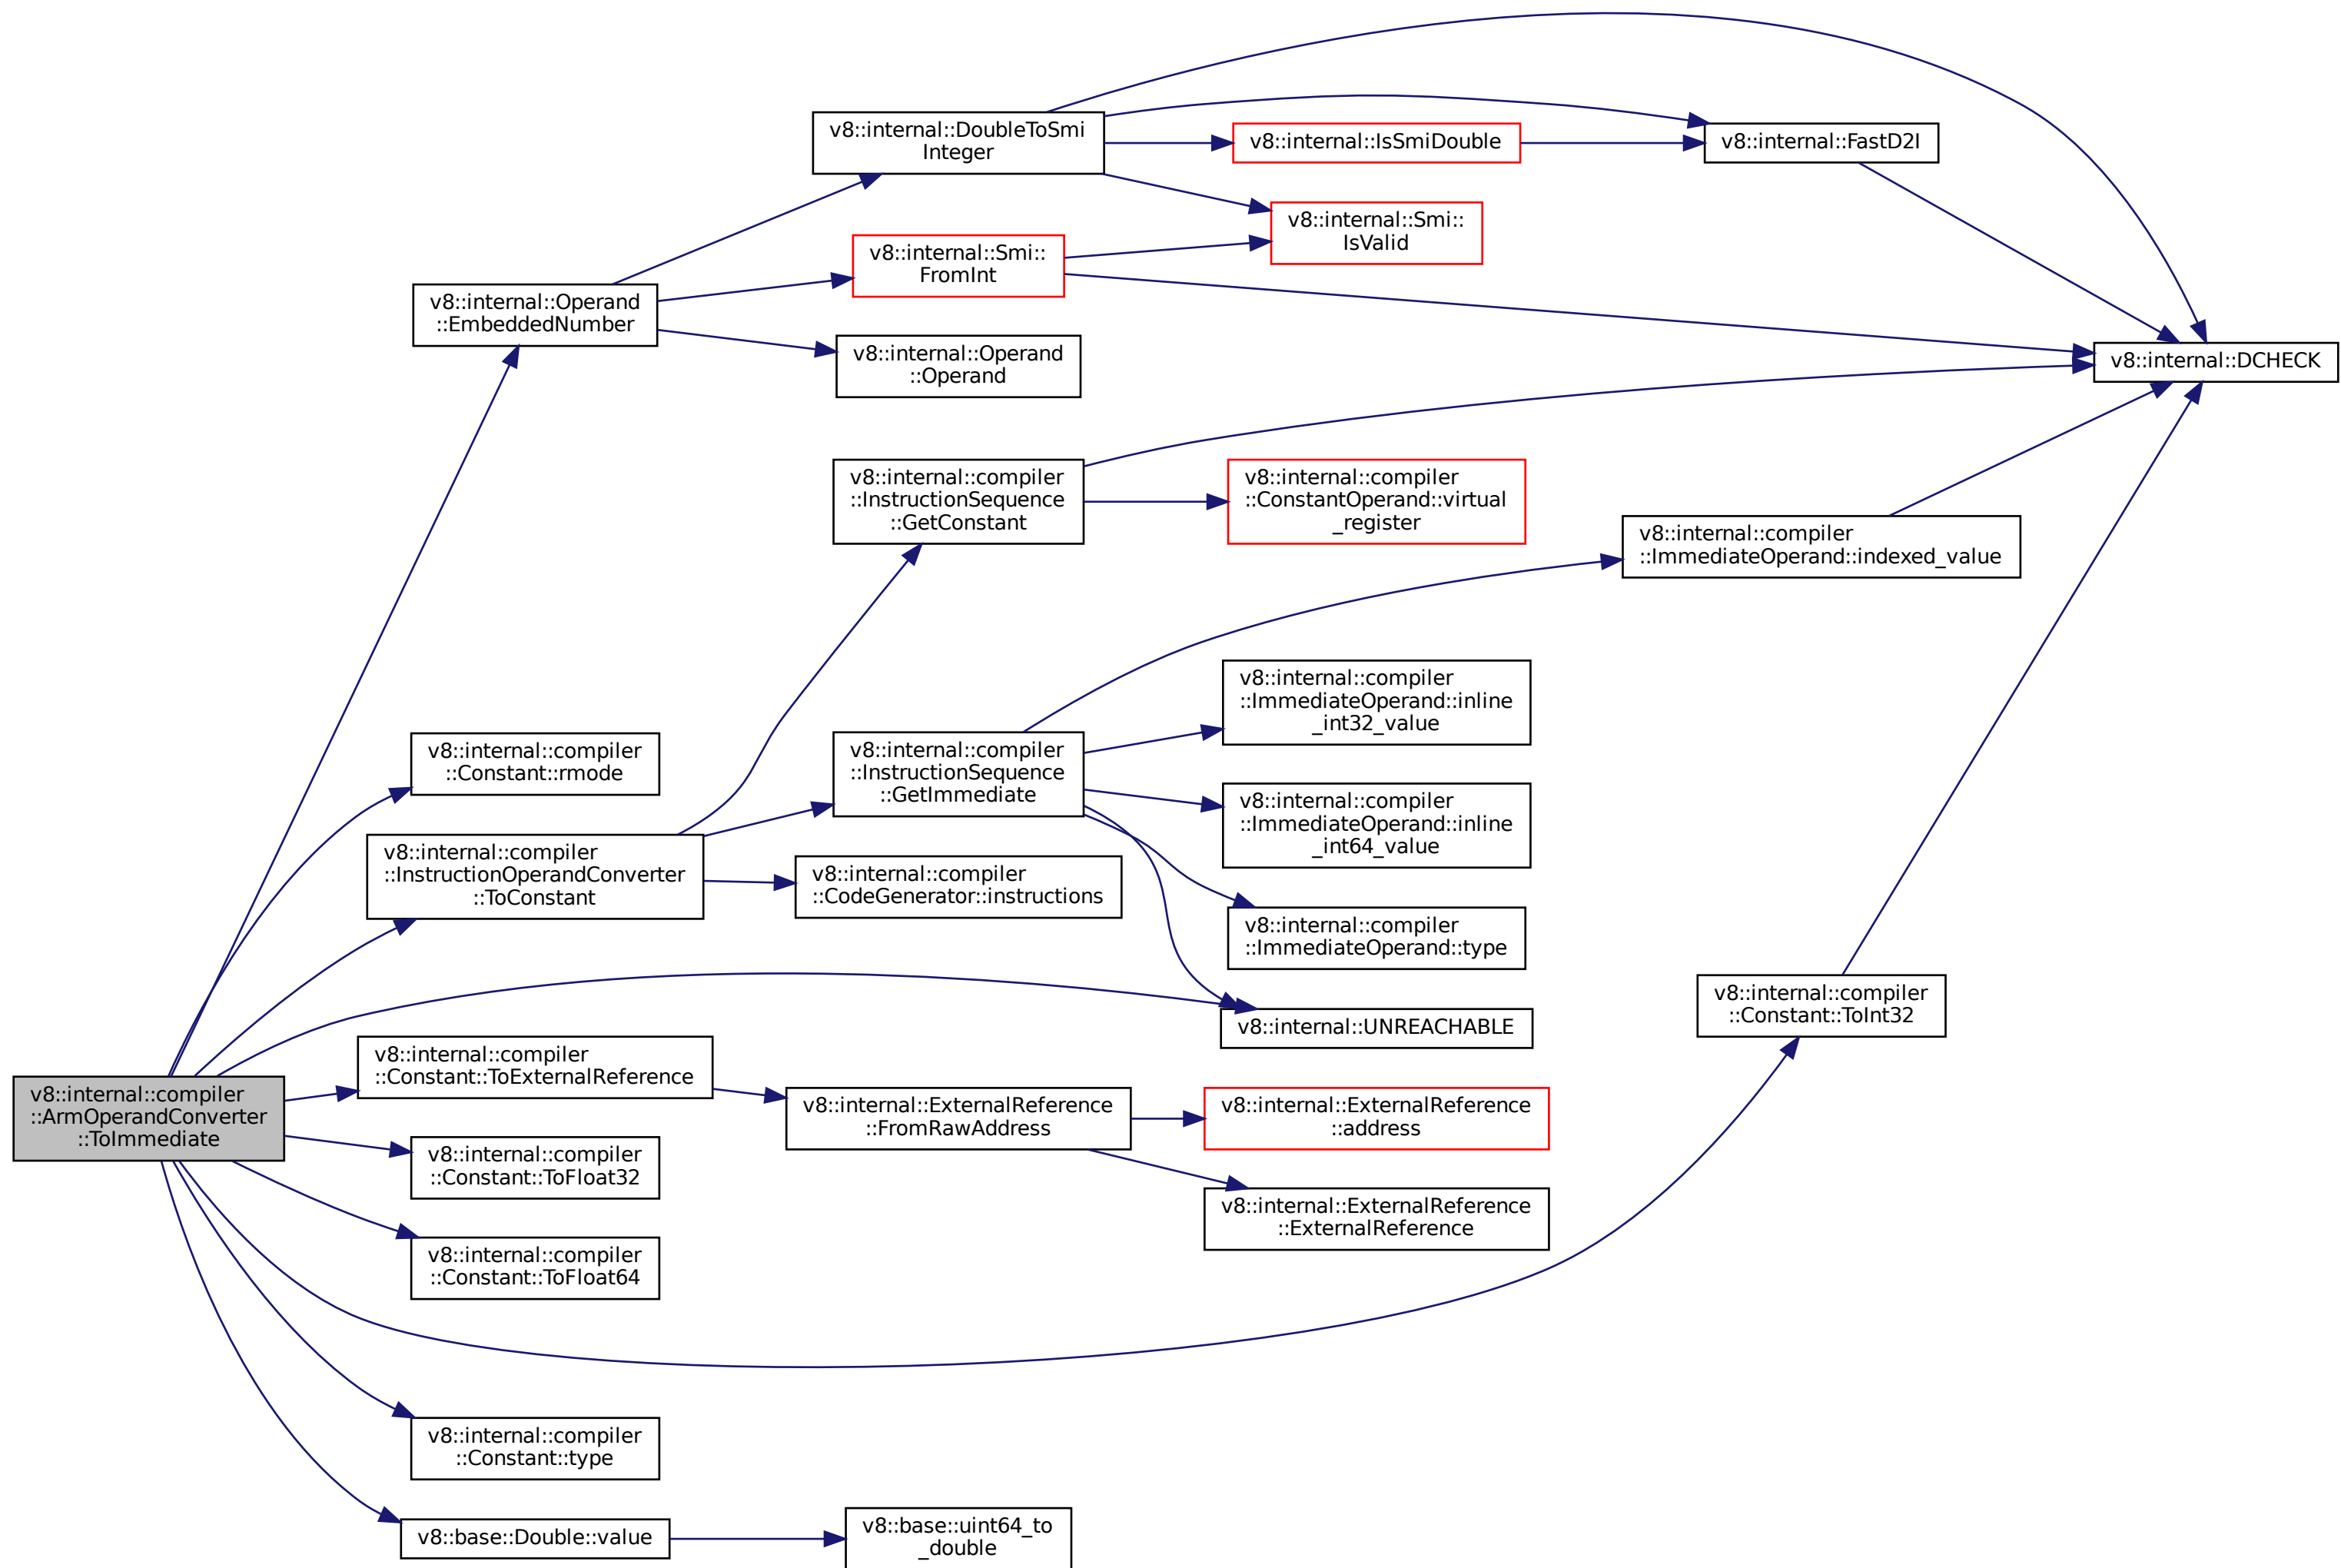 v8::internal::DoubleToSmi
Integer
v8::internal::IsSmiDouble
v8::internal::FastD2I
v8::internal::Smi::
IsValid
v8::internal::Smi::
FromInt
v8::internal::Operand
::EmbeddedNumber
v8::internal::Operand
::Operand
v8::internal::DCHECK
v8::internal::compiler
::InstructionSequence
::GetConstant
v8::internal::compiler
::ConstantOperand::virtual
_register
v8::internal::compiler
::ImmediateOperand::indexed_value
v8::internal::compiler
::ImmediateOperand::inline
_int32_value
v8::internal::compiler
::Constant::rmode
v8::internal::compiler
::InstructionSequence
::GetImmediate
v8::internal::compiler
::ImmediateOperand::inline
_int64_value
v8::internal::compiler
::InstructionOperandConverter
::ToConstant
v8::internal::compiler
::CodeGenerator::instructions
v8::internal::compiler
::ImmediateOperand::type
v8::internal::compiler
::Constant::ToInt32
v8::internal::UNREACHABLE
v8::internal::compiler
::Constant::ToExternalReference
v8::internal::compiler
::ArmOperandConverter
::ToImmediate
v8::internal::ExternalReference
::FromRawAddress
v8::internal::ExternalReference
::address
v8::internal::compiler
::Constant::ToFloat32
v8::internal::ExternalReference
::ExternalReference
v8::internal::compiler
::Constant::ToFloat64
v8::internal::compiler
::Constant::type
v8::base::Double::value
v8::base::uint64_to
_double